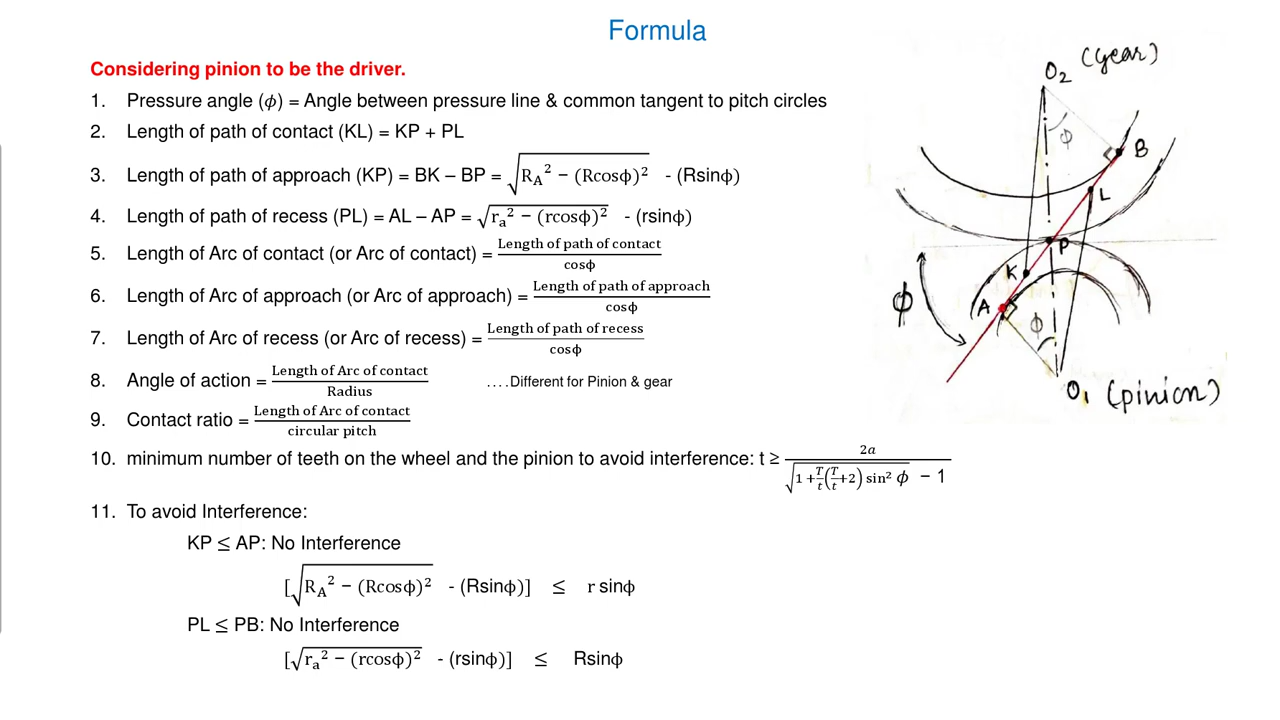 Formula
Considering pinion to be the driver.
1. Pressure angle (ϕ) = Angle between pressure line & common tangent to pitch circles
2. Length of path of contact (KL) = KP + PL
3. Length of path of approach (KP) = BK – BP = √(R_A² − (Rcosϕ)²) - (Rsinϕ)
4. Length of path of recess (PL) = AL – AP = √(r_a² − (rcosϕ)²) - (rsinϕ)
5. Length of Arc of contact (or Arc of contact) = Length of path of contact / cosϕ
6. Length of Arc of approach (or Arc of approach) = Length of path of approach / cosϕ
7. Length of Arc of recess (or Arc of recess) = Length of path of recess / cosϕ
8. Angle of action = Length of Arc of contact / Radius ....Different for Pinion & gear
9. Contact ratio = Length of Arc of contact / circular pitch
10. minimum number of teeth on the wheel and the pinion to avoid interference: t ≥ 2a / (√(1 + T/t (T/t +2) sin² ϕ) − 1)
11. To avoid Interference:
KP ≤ AP: No Interference
[√(R_A² − (Rcosϕ)²) - (Rsinϕ)] ≤ r sinϕ
PL ≤ PB: No Interference
[√(r_a² − (rcosϕ)²) - (rsinϕ)] ≤ Rsinϕ
O₂ (gear)
ϕ
B
L
P
K
ϕ
A
ϕ
O₁ (pinion)